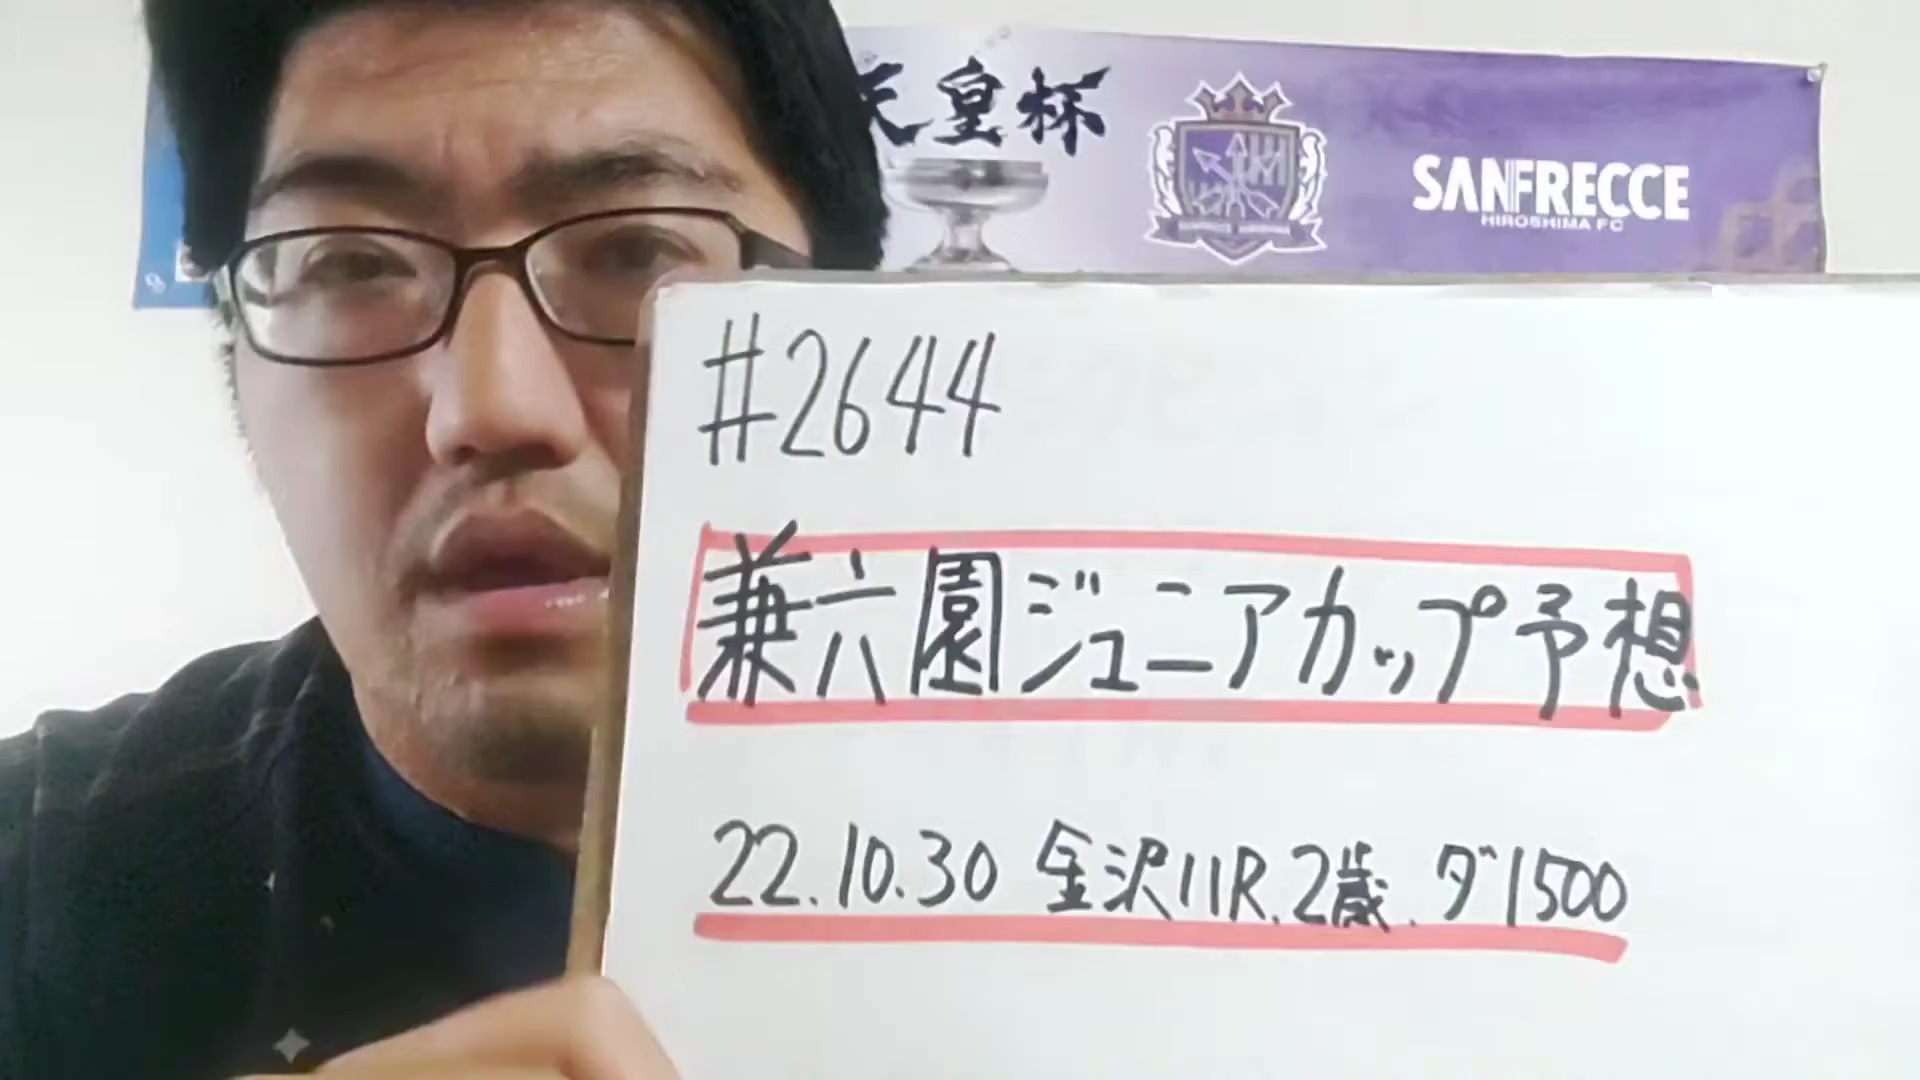 天皇杯
SANFRECCE
HIROSHIMA FC
#2644
兼六園ジュニアカップ予想
22.10.30 金沢11R.2歳.ダ1500